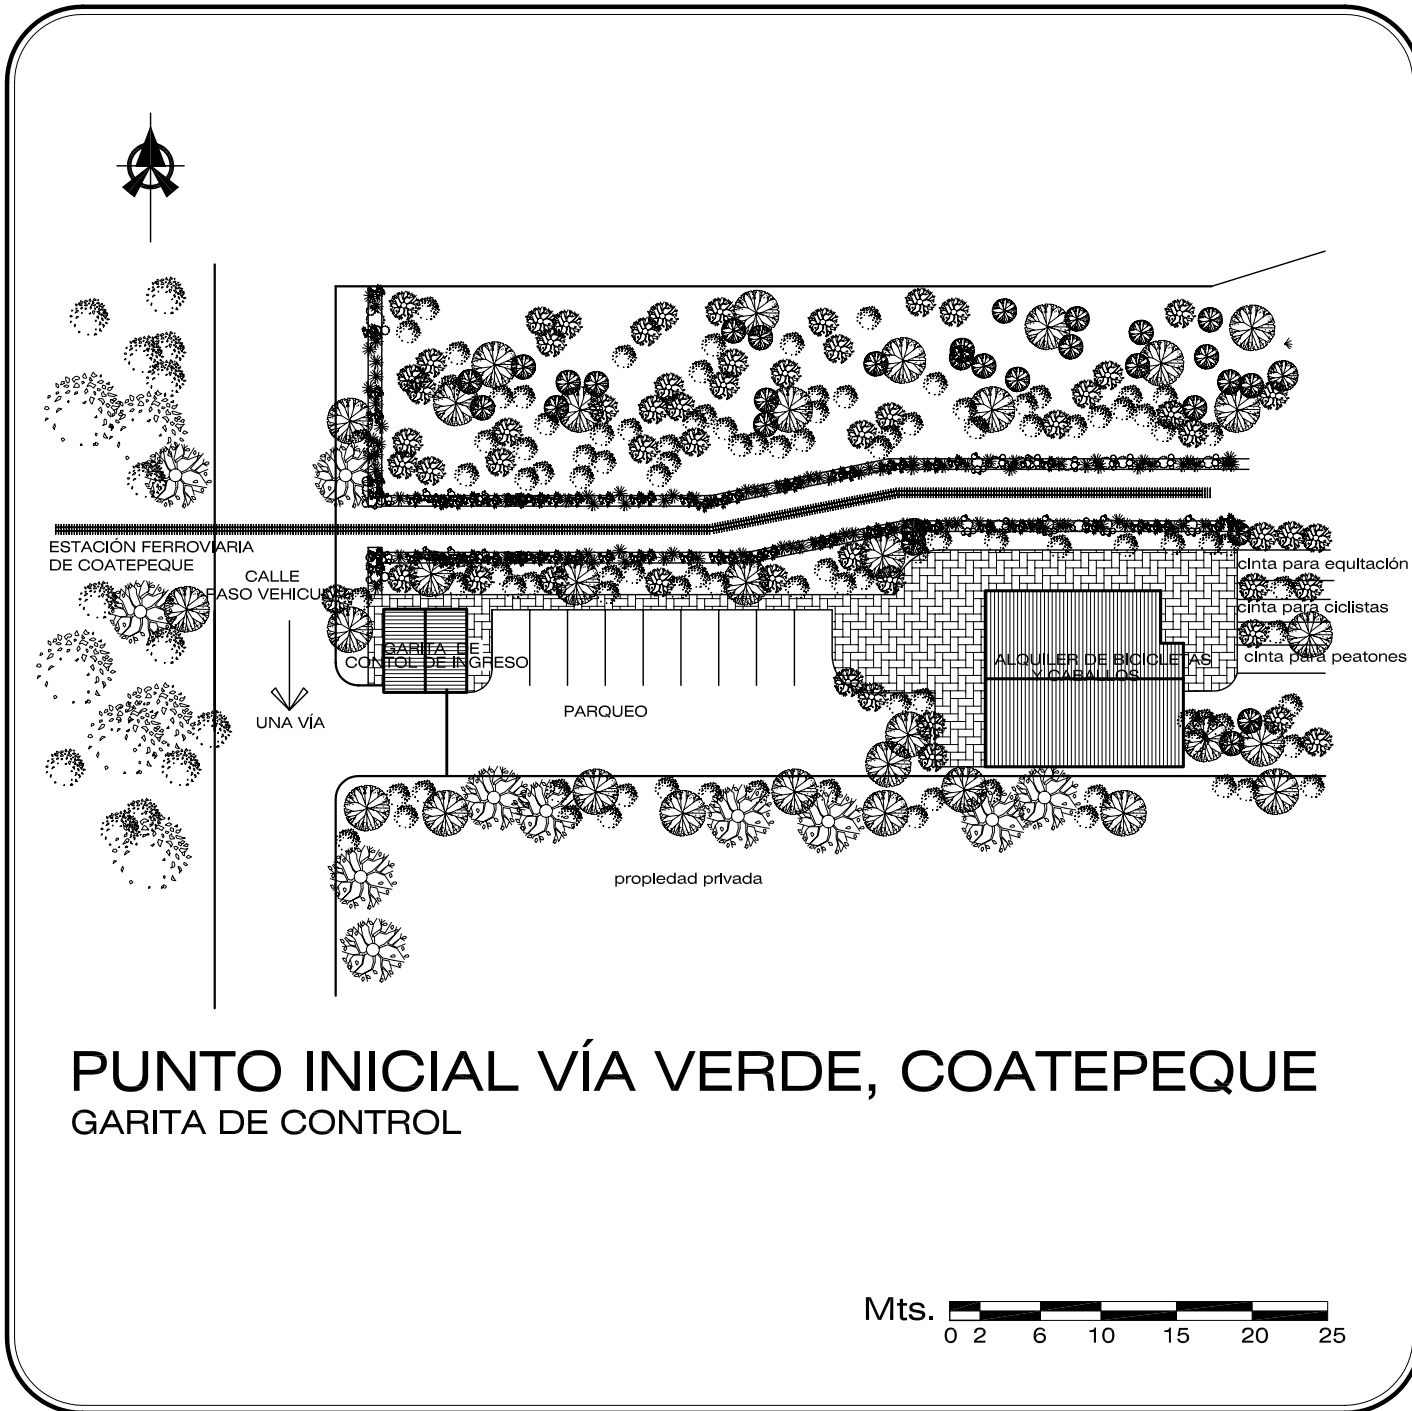 ESTACIÓN FERROVIARIA
DE COATEPEQUE
CALLE
PASO VEHICULAR
UNA VÍA
GARITA DE
CONTOL DE INGRESO
PARQUEO
ALQUILER DE BICICLETAS
Y CABALLOS
cinta para equitación
cinta para ciclistas
cinta para peatones
propiedad privada
PUNTO INICIAL VÍA VERDE, COATEPEQUE
GARITA DE CONTROL
Mts.
0 2 6 10 15 20 25